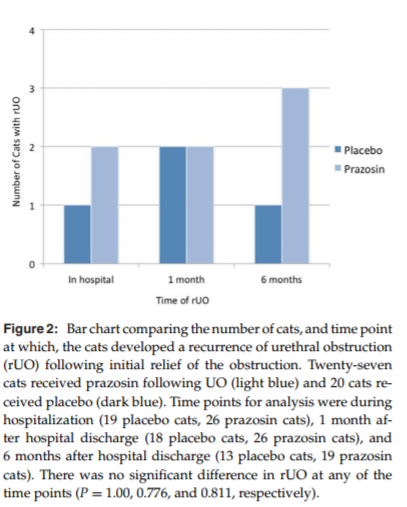 4
3
2
1
0
Number of Cats with rUO
Placebo
Prazosin
In hospital 1 month 6 months
Time of rUO
Figure 2: Bar chart comparing the number of cats, and time point
at which, the cats developed a recurrence of urethral obstruction
(rUO) following initial relief of the obstruction. Twenty-seven
cats received prazosin following UO (light blue) and 20 cats re-
ceived placebo (dark blue). Time points for analysis were during
hospitalization (19 placebo cats, 26 prazosin cats), 1 month af-
ter hospital discharge (18 placebo cats, 26 prazosin cats), and
6 months after hospital discharge (13 placebo cats, 19 prazosin
cats). There was no significant difference in rUO at any of the
time points (P = 1.00, 0.776, and 0.811, respectively).